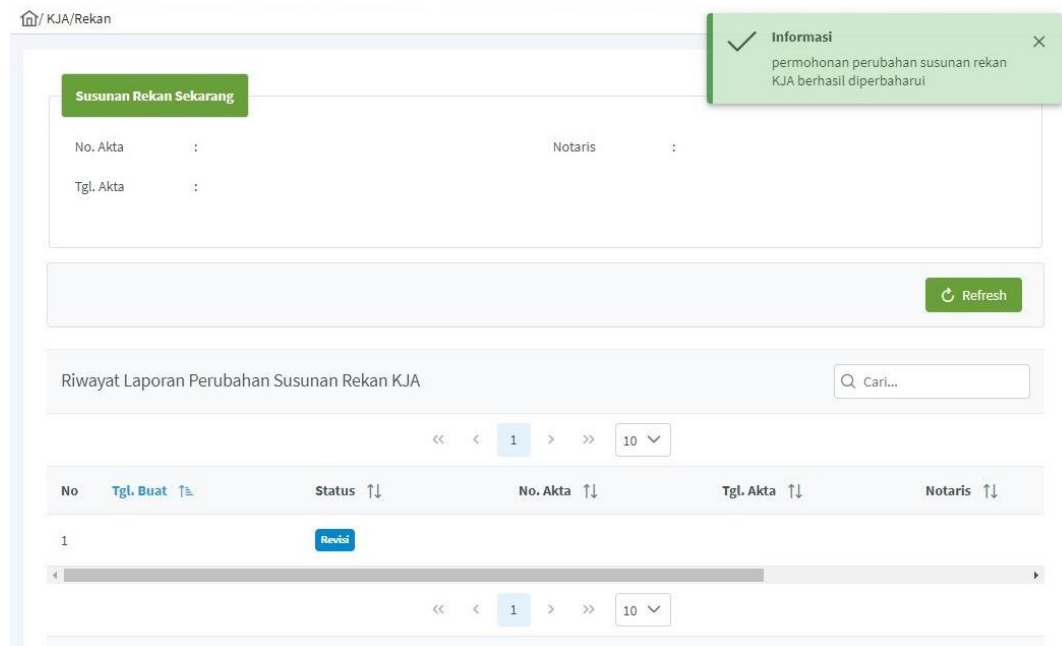 / KJA/Rekan
Informasi
permohonan perubahan susunan rekan
KJA berhasil diperbaharui
Susunan Rekan Sekarang
No. Akta :
Notaris :
Tgl. Akta :
Refresh
Riwayat Laporan Perubahan Susunan Rekan KJA
Cari...
<< < 1 > >> 10
No Tgl. Buat Status No. Akta Tgl. Akta Notaris
1 Revisi
<< < 1 > >> 10